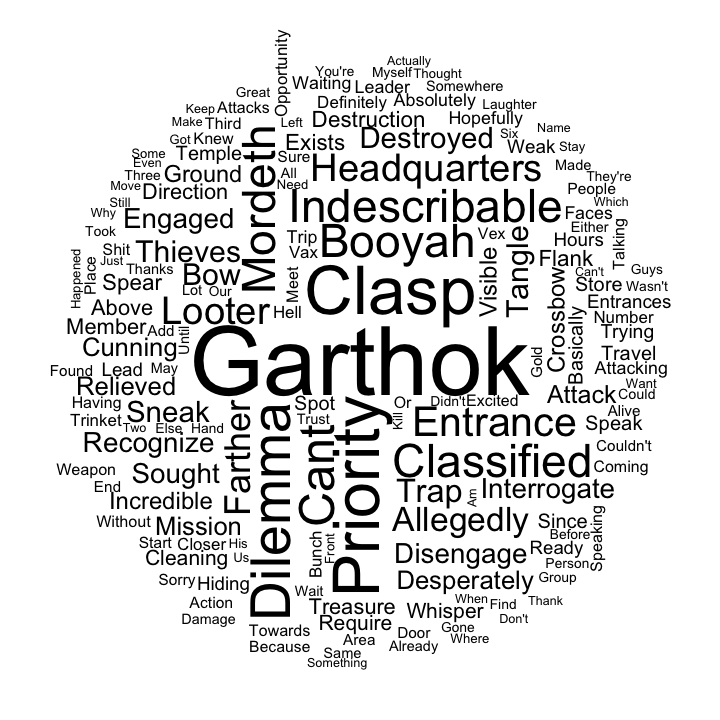 Opportunity
Actually
You're
Myself
Thought
Waiting
Leader
Somewhere
Great
Definitely
Absolutely
Laughter
Keep
Attacks
Left
Destruction
Hopefully
Make
Third
Mordeth
Exists
Destroyed
Six
Name
Got
Knew
Sure
Weak
Stay
Some
Temple
All
Headquarters
Made
Even
Three
Ground
Need
They're
Move
Direction
Indescribable
People
Still
Which
Why
Engaged
Faces
Took
Trip
Booyah
Vex
Tangle
Either
Talking
Shit
Thieves
Vax
Visible
Hours
Happened
Place
Just
Thanks
Bow
Meet
Clasp
Flank
Guys
Spear
Lot
Our
Crossbow
Can't
Store
Wasn't
Above
Looter
Hell
Entrances
Member
Add
Until
Garthok
Basically
Number
Trying
Cunning
Gold
Travel
Found
Lead
May
Attacking
Relieved
Want
Having
Sneak
Farther
Dilemma
Spot
Priority
Or
Didn't
Excited
Attack
Could
Trinket
Trust
Kill
Entrance
Alive
Two
Else
Hand
Cant
Speak
Recognize
Couldn't
Weapon
Sought
Classified
Coming
End
Incredible
Trap
Am
Interrogate
Without
Mission
Allegedly
Since
Speaking
Start
Closer
His
Bunch
Front
Before
Cleaning
Us
Disengage
Ready
Person
Sorry
Hiding
Desperately
Group
Action
Wait
When
Find
Thank
Damage
Treasure
Whisper
Don't
Towards
Require
Gone
Because
Area
Door
Where
Same
Already
Something